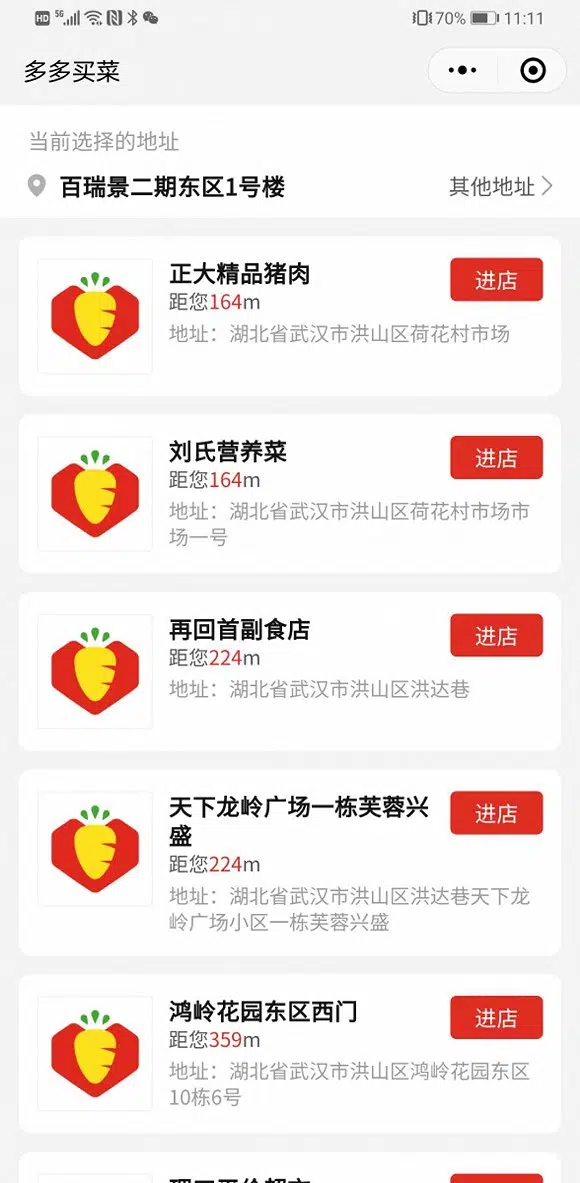 HD 5G 70% 11:11
多多买菜
当前选择的地址
百瑞景二期东区1号楼
其他地址
正大精品猪肉
进店
距您164m
地址：湖北省武汉市洪山区荷花村市场
刘氏营养菜
进店
距您164m
地址：湖北省武汉市洪山区荷花村市场市
场一号
再回首副食店
进店
距您224m
地址：湖北省武汉市洪山区洪达巷
天下龙岭广场一栋芙蓉兴
盛
进店
距您224m
地址：湖北省武汉市洪山区洪达巷天下龙
岭广场小区一栋芙蓉兴盛
鸿岭花园东区西门
进店
距您359m
地址：湖北省武汉市洪山区鸿岭花园东区
10栋6号